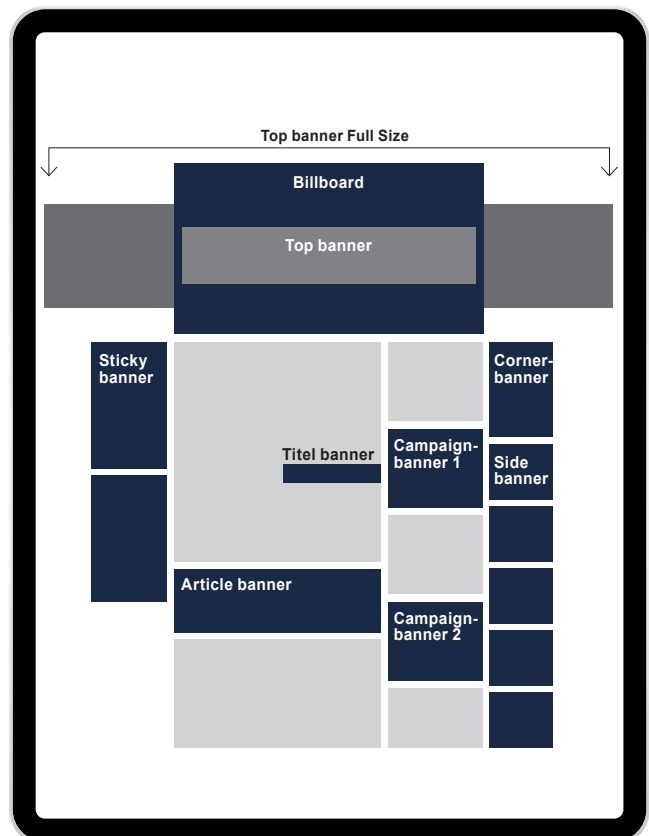 Top banner Full Size
Billboard
Top banner
Sticky
banner
Titel banner
Article banner
Campaign-
banner 1
Campaign-
banner 2
Corner-
banner
Side
banner